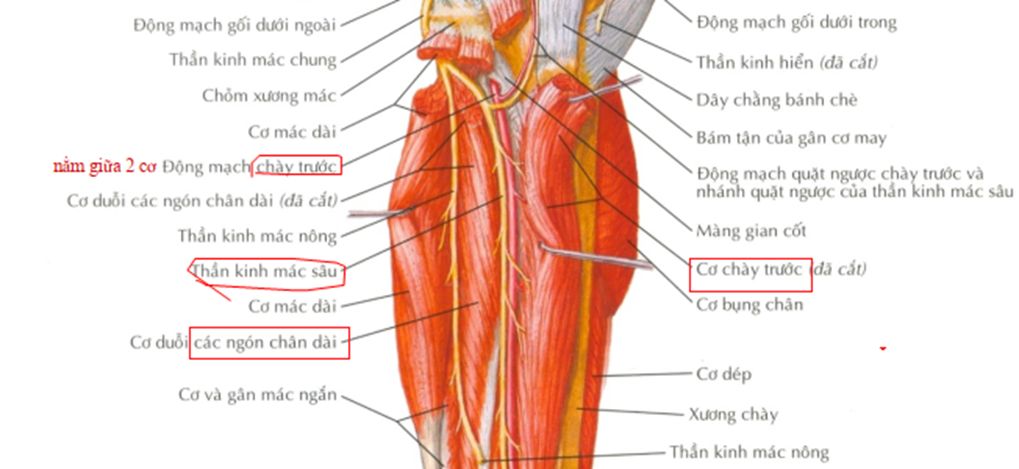 Động mạch gối dưới ngoài
Thần kinh mác chung
Chỏm xương mác
Cơ mác dài
nằm giữa 2 cơ Động mạch chày trước
Cơ duỗi các ngón chân dài (đã cắt)
Thần kinh mác nông
Thần kinh mác sâu
Cơ mác dài
Cơ duỗi các ngón chân dài
Cơ và gân mác ngắn
Động mạch gối dưới trong
Thần kinh hiển (đã cắt)
Dây chằng bánh chè
Bám tận của gân cơ may
Động mạch quặt ngược chày trước và
nhánh quặt ngược của thần kinh mác sâu
Màng gian cốt
Cơ chày trước (đã cắt)
Cơ bụng chân
Cơ dép
Xương chày
Thần kinh mác nông